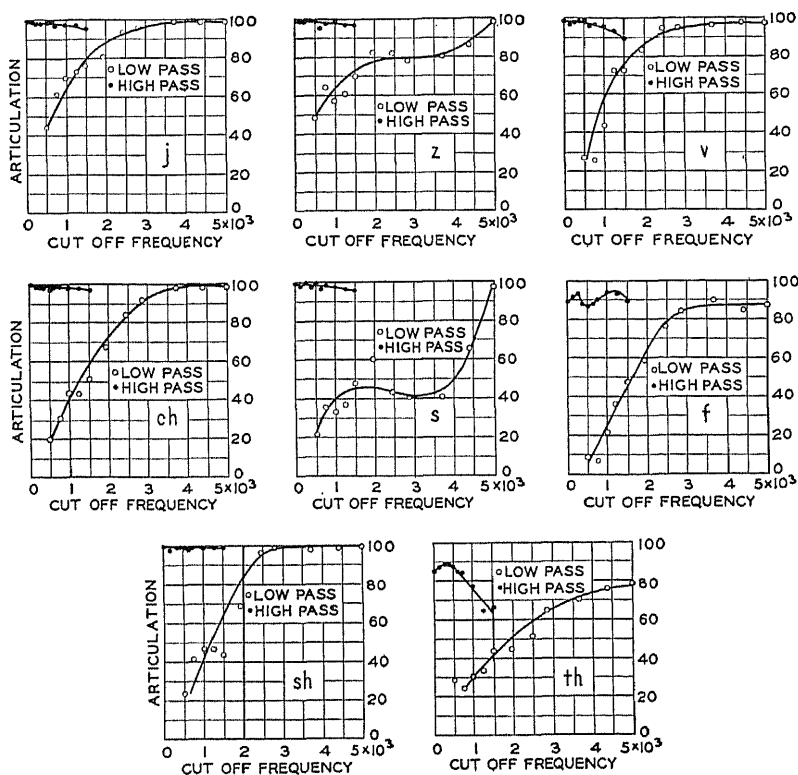 100
80
60
40
20
0
ARTICULATION
○ LOW PASS
• HIGH PASS
j
0 1 2 3 4 5×10³
CUT OFF FREQUENCY
100
80
60
40
20
0
○ LOW PASS
• HIGH PASS
z
0 1 2 3 4 5×10³
CUT OFF FREQUENCY
100
80
60
40
20
0
○ LOW PASS
• HIGH PASS
v
0 1 2 3 4 5×10³
CUT OFF FREQUENCY
100
80
60
40
20
0
ARTICULATION
○ LOW PASS
• HIGH PASS
ch
0 1 2 3 4 5×10³
CUT OFF FREQUENCY
100
80
60
40
20
0
○ LOW PASS
• HIGH PASS
s
0 1 2 3 4 5×10³
CUT OFF FREQUENCY
100
80
60
40
20
0
○ LOW PASS
• HIGH PASS
f
0 1 2 3 4 5×10³
CUT OFF FREQUENCY
100
80
60
40
20
0
ARTICULATION
○ LOW PASS
• HIGH PASS
sh
0 1 2 3 4 5×10³
CUT OFF FREQUENCY
100
80
60
40
20
0
○ LOW PASS
• HIGH PASS
th
0 1 2 3 4 5×10³
CUT OFF FREQUENCY